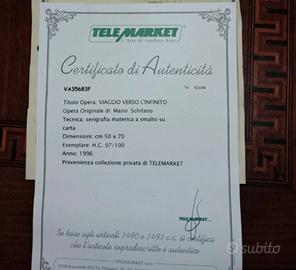 TELEMARKET
L'Arte di vendere Arte
Certificato di Autenticità
VA35683F
Titolo Opera: VIAGGIO VERSO L'INFINITO
Opera Originale di: Mario Schifano
Tecnica: serigrafia materica a smalto su
carta
Dimensioni: cm 50 x 70
Esemplare: H.C. 97/100
Anno: 1996
Provenienza collezione privata di TELEMARKET
TELEMARKET
In base agli articoli 1490 e 1491 c.c. si certifica
che l'articolo sopradescritto è autentico
subito